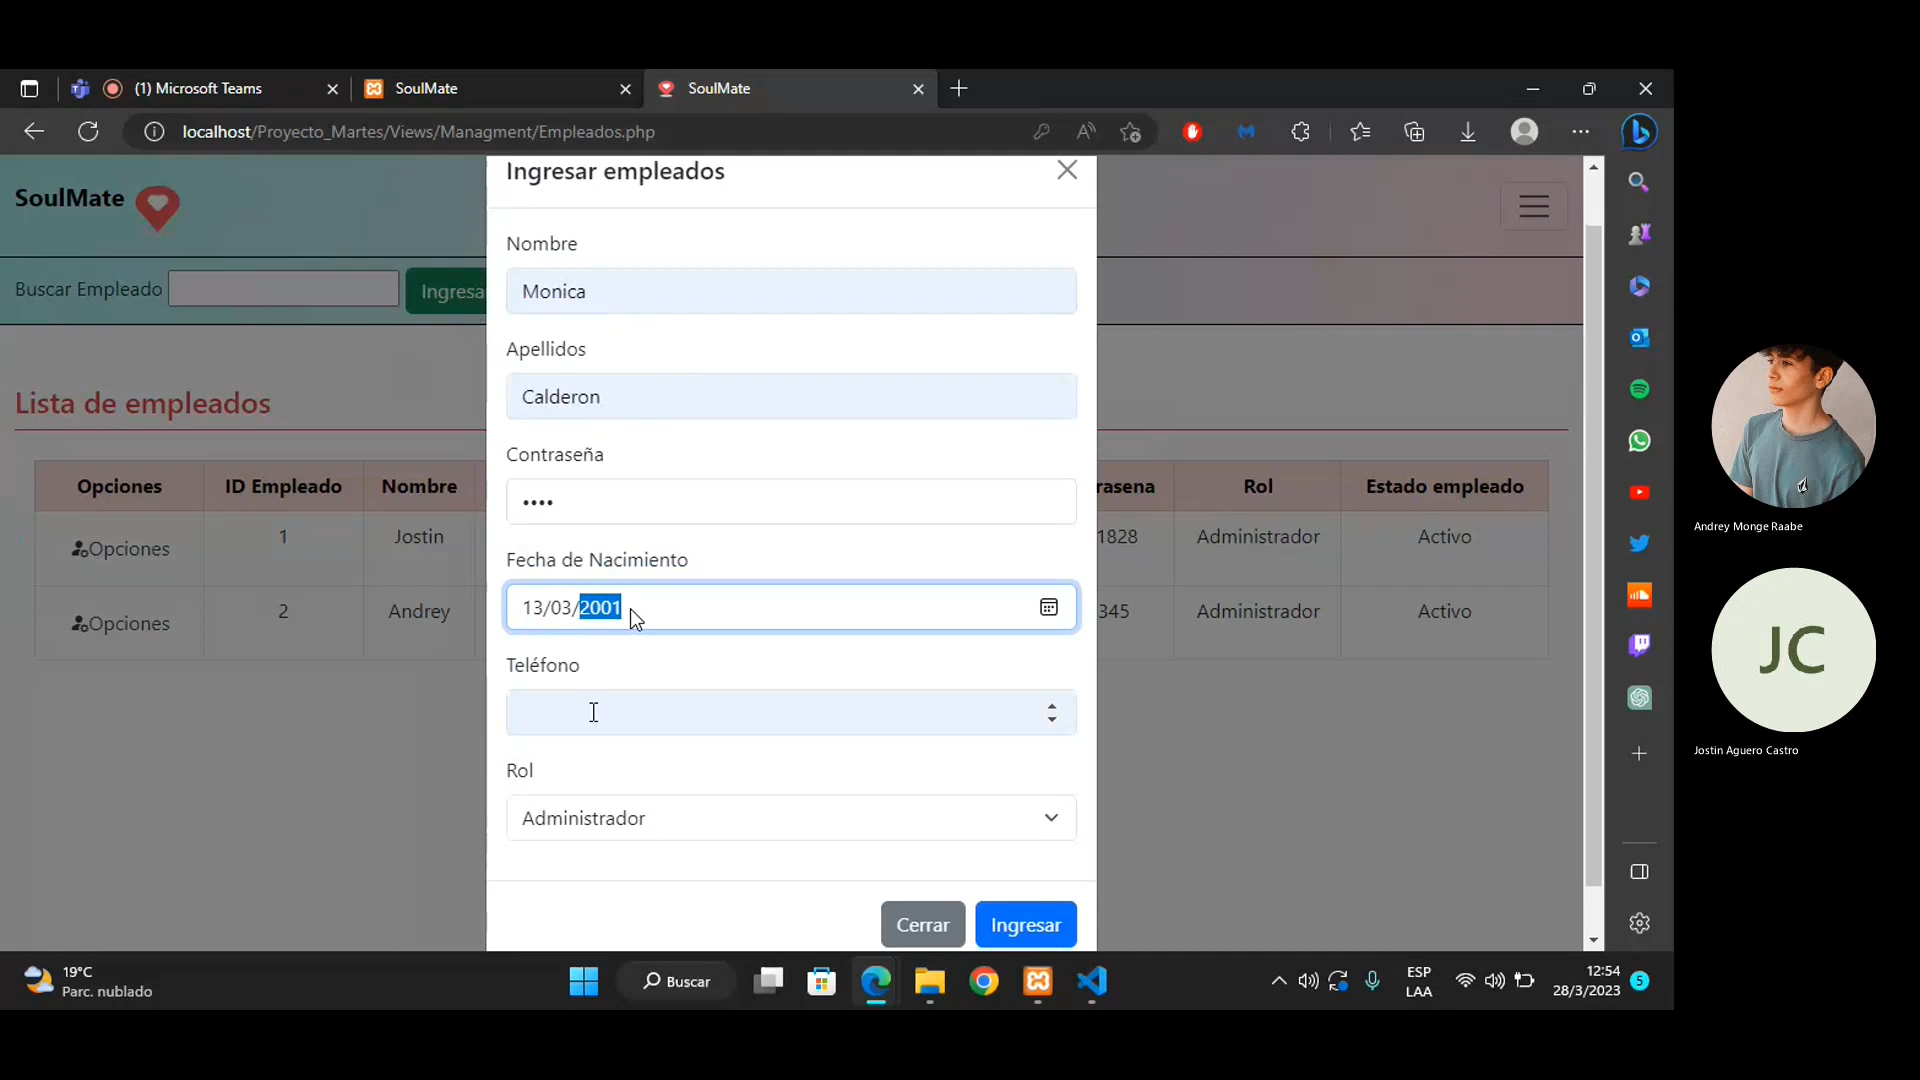 (1) Microsoft Teams
SoulMate
SoulMate
localhost/Proyecto_Martes/Views/Managment/Empleados.php
SoulMate
Buscar Empleado
Ingresa
Lista de empleados
Opciones ID Empleado Nombre rasena Rol Estado empleado
Opciones 1 Jostin 1828 Administrador Activo
Opciones 2 Andrey 345 Administrador Activo
Ingresar empleados
Nombre
Monica
Apellidos
Calderon
Contraseña
••••
Fecha de Nacimiento
13/03/2001
Teléfono
Rol
Administrador
Cerrar Ingresar
Andrey Monge Raabe
JC
Jostin Aguero Castro
19°C
Parc. nublado
Buscar
ESP
LAA
12:54
28/3/2023
5